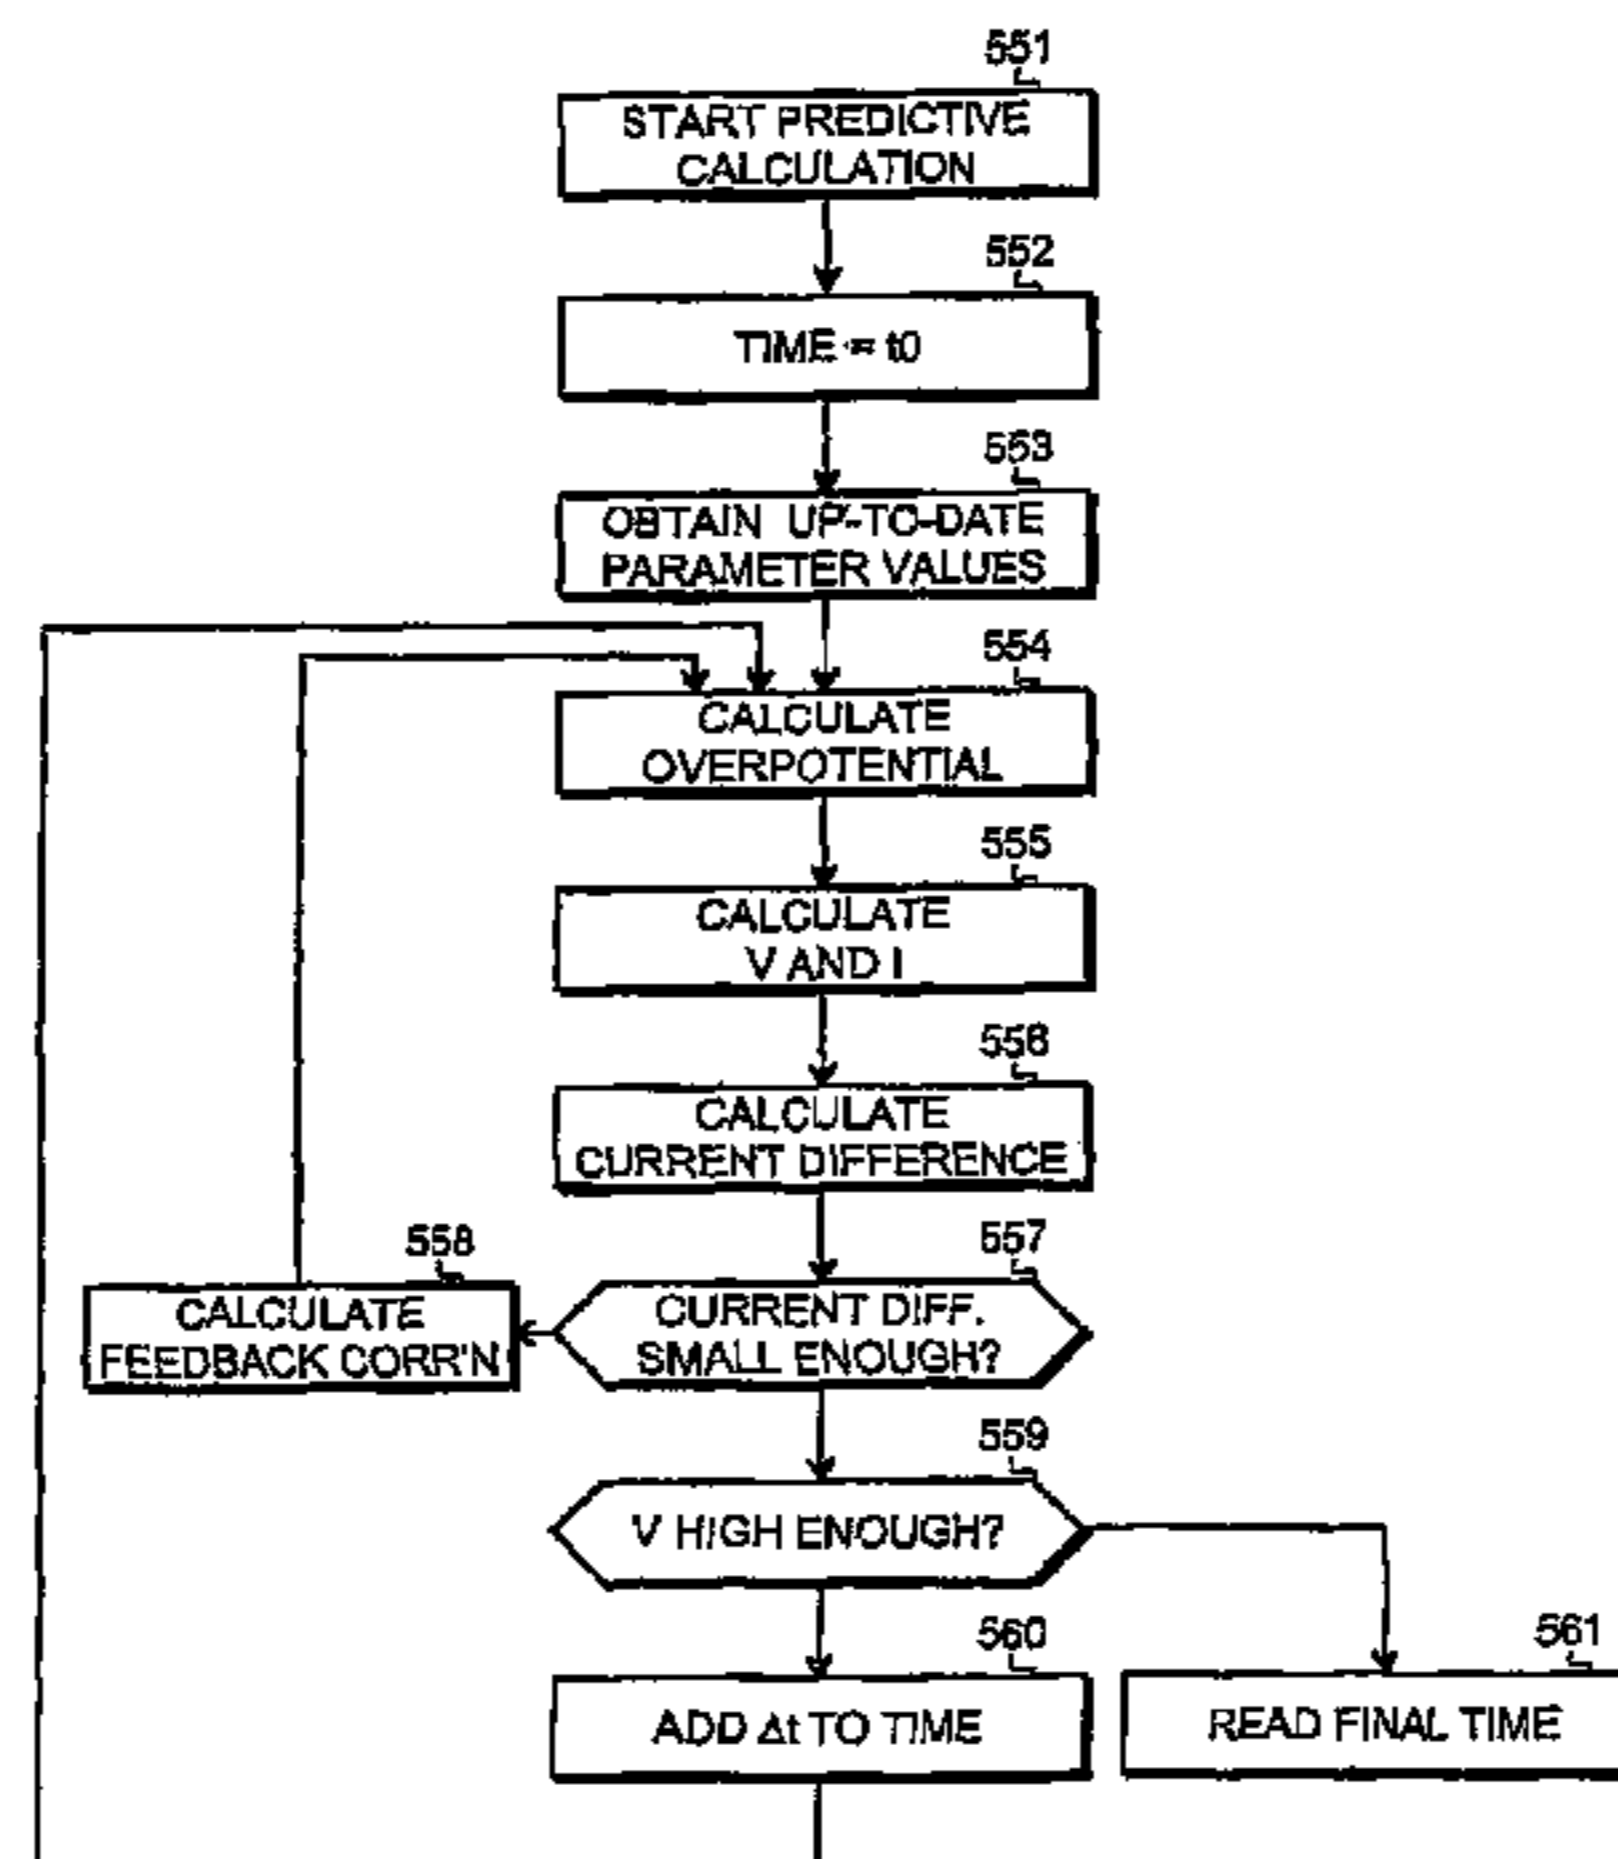 551
START PREDICTIVE
CALCULATION
552
TIME = t0
553
OBTAIN UP-TO-DATE
PARAMETER VALUES
554
CALCULATE
OVERPOTENTIAL
555
CALCULATE
V AND I
556
CALCULATE
CURRENT DIFFERENCE
557
CURRENT DIFF.
SMALL ENOUGH?
558
CALCULATE
FEEDBACK CORR'N
559
V HIGH ENOUGH?
560
ADD Δt TO TIME
561
READ FINAL TIME